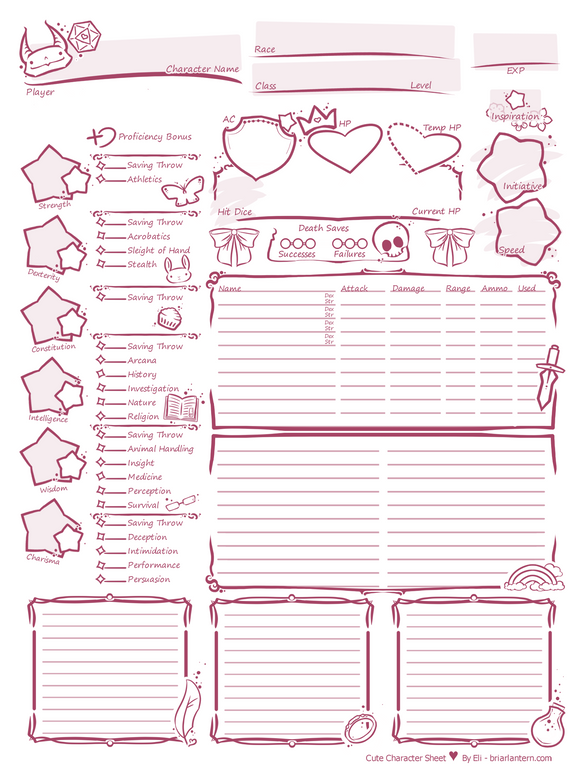 Character Name
Player
Race
Class Level
EXP
Inspiration
Initiative
Speed
Proficiency Bonus
Strength
Saving Throw
Athletics
Dexterity
Saving Throw
Acrobatics
Sleight of Hand
Stealth
Constitution
Saving Throw
Intelligence
Saving Throw
Arcana
History
Investigation
Nature
Religion
Wisdom
Saving Throw
Animal Handling
Insight
Medicine
Perception
Survival
Charisma
Saving Throw
Deception
Intimidation
Performance
Persuasion
AC HP Temp HP
Hit Dice Current HP
Death Saves
Successes Failures
Name Attack Damage Range Ammo Used
Dex
Str
Dex
Str
Dex
Str
Dex
Str
Cute Character Sheet ♥ By Eli - briarlantern.com